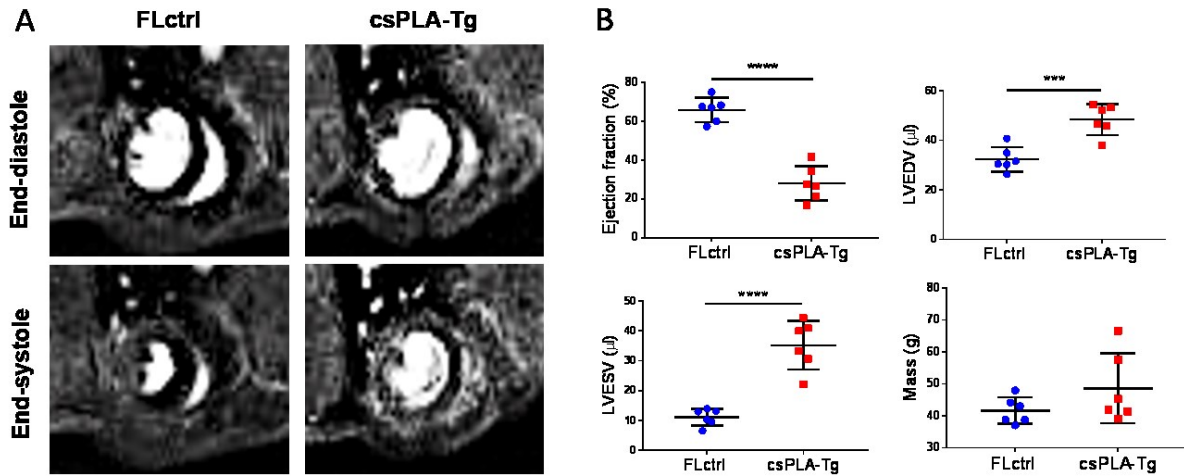 A
FLctrl
csPLA-Tg
End-diastole
End-systole
B
Ejection fraction (%)
80
60
40
20
0
****
FLctrl
csPLA-Tg
LVEDV (µl)
60
40
20
0
***
FLctrl
csPLA-Tg
LVESV (µl)
50
40
30
20
10
0
****
FLctrl
csPLA-Tg
Mass (g)
80
70
60
50
40
30
FLctrl
csPLA-Tg